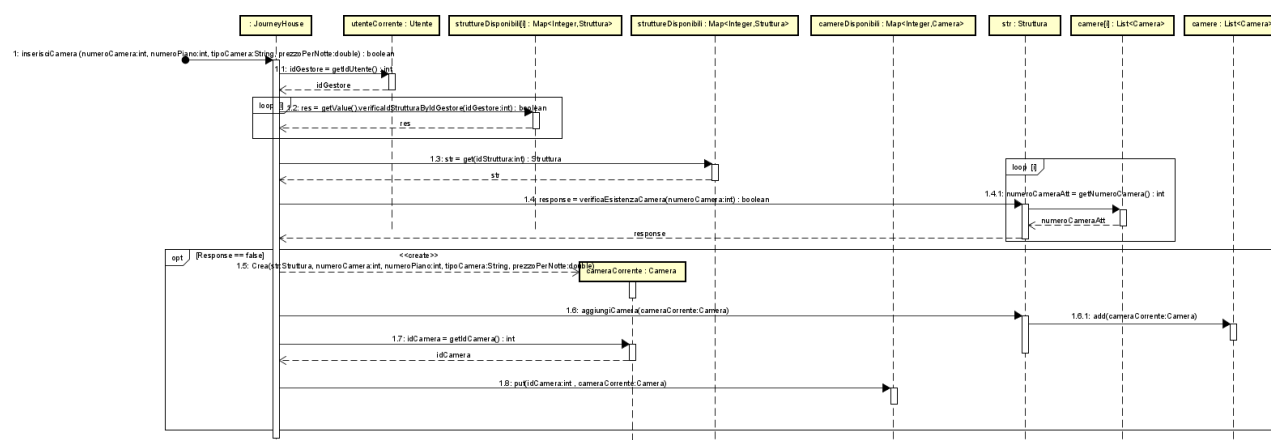 : JourneyHouse
utenteCorrente : Utente
struttureDisponibili[i] : Map<Integer,Struttura>
struttureDisponibili : Map<Integer,Struttura>
camereDisponibili : Map<Integer,Camera>
str : Struttura
camere[i] : List<Camera>
camere : List<Camera>
1: inserisciCamera (numeroCamera:int, numeroPiano:int, tipoCamera:String, prezzoPerNotte:double) : boolean
1.1: idGestore = getIdUtente() : int
idGestore
loop [i]
1.2: res = getValue().verificaIdStrutturaByIdGestore(idGestore:int) : boolean
res
1.3: str = get(idStruttura:int) : Struttura
str
loop [i]
1.4.1: numeroCameraAtt = getNumeroCamera() : int
1.4: response = verificaEsistenzaCamera(numeroCamera:int) : boolean
numeroCameraAtt
response
opt [Response == false]
<<create>>
1.5: Crea(str:Struttura, numeroCamera:int, numeroPiano:int, tipoCamera:String, prezzoPerNotte:double)
cameraCorrente : Camera
1.6: aggiungiCamera(cameraCorrente:Camera)
1.6.1: add(cameraCorrente:Camera)
1.7: idCamera = getIdCamera() : int
idCamera
1.8: put(idCamera:int , cameraCorrente:Camera)